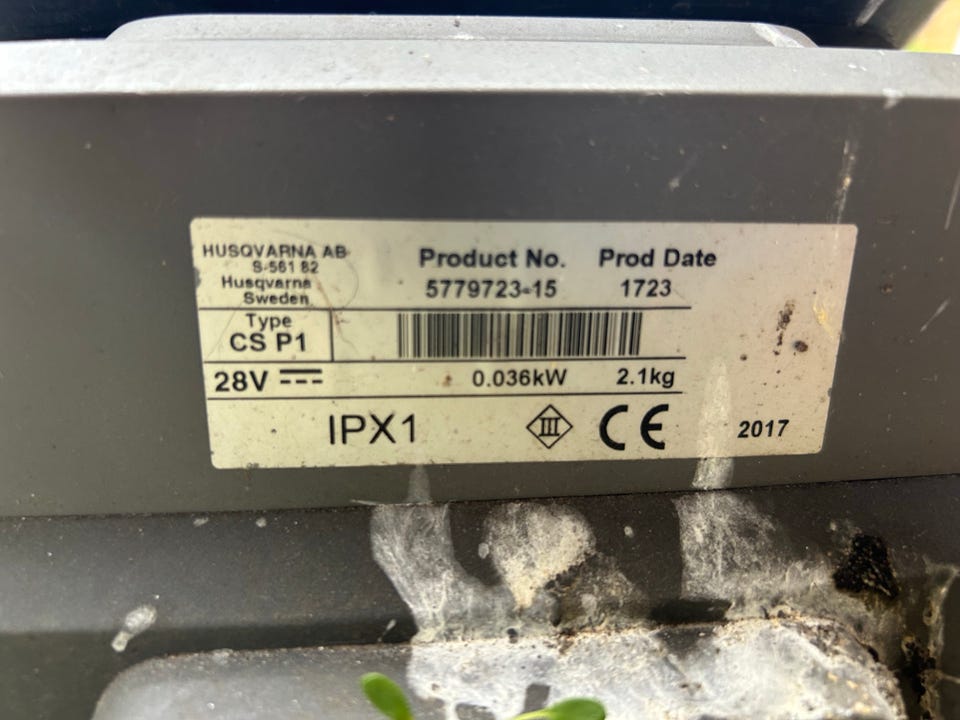 HUSQVARNA AB
S-561 82
Husqvarna
Sweden
Product No. Prod Date
5779723-15 1723
Type
CS P1
28V 0.036kW 2.1kg
IPX1 III CE 2017